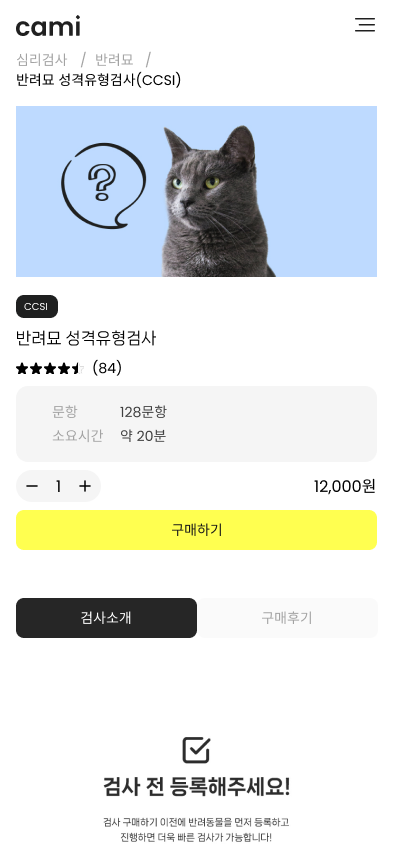 cami
심리검사 / 반려묘 /
반려묘 성격유형검사(CCSI)
?
CCSI
반려묘 성격유형검사
(84)
문항 128문항
소요시간 약 20분
− 1 + 12,000원
구매하기
검사소개 구매후기
검사 전 등록해주세요!
검사 구매하기 이전에 반려동물을 먼저 등록하고
진행하면 더욱 빠른 검사가 가능합니다!